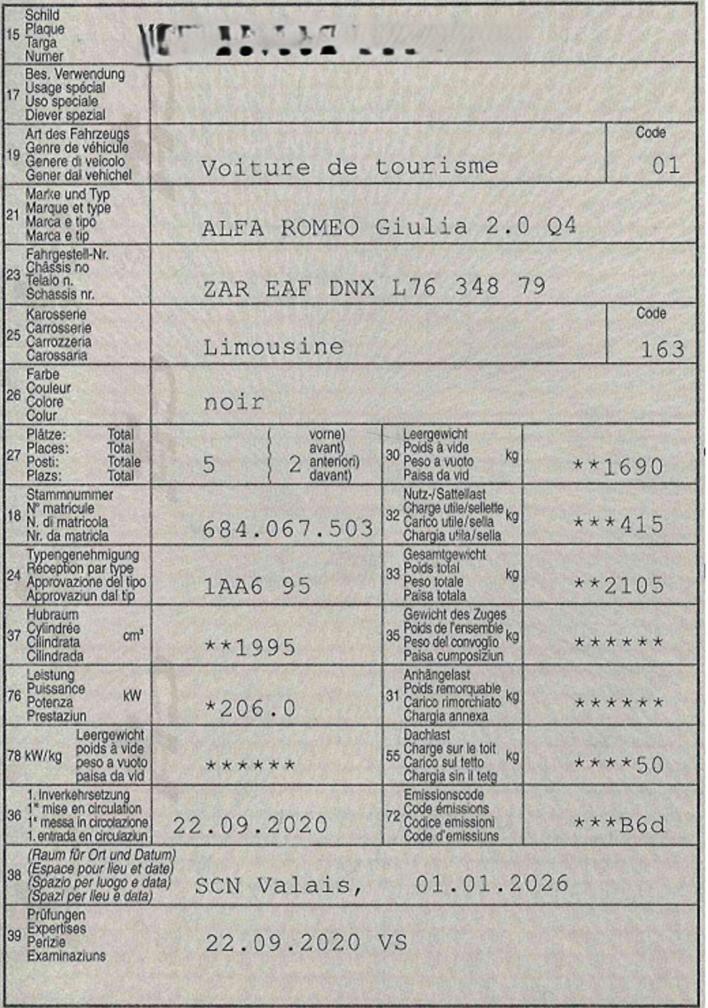 Schild
15 Plaque
Targa
Numer
Bes. Verwendung
17 Usage spécial
Uso speciale
Diever spezial
Art des Fahrzeugs Code
19 Genre de véhicule
Genere di veicolo Voiture de tourisme 01
Gener dal vehichel
Marke und Typ
21 Marque et type
Marca e tipo ALFA ROMEO Giulia 2.0 Q4
Marca e tip
Fahrgestell-Nr.
23 Châssis no
Telaio n. ZAR EAF DNX L76 348 79
Schassis nr.
Karosserie Code
25 Carrosserie
Carrozzeria Limousine 163
Carossaria
Farbe
26 Couleur
Colore noir
Colur
Plätze: Total ( vorne) Leergewicht
27 Places: Total ( avant) 30 Poids à vide kg
Posti: Totale 5 ( 2 anteriori) Peso a vuoto **1690
Plazs: Total ( davant) Paisa da vid
Stammnummer Nutz-/Sattellast
18 N° matricule 32 Charge utile/sellette kg
N. di matricola 684.067.503 Carico utile/sella ***415
Nr. da matricla Chargia utila/sella
Typengenehmigung Gesamtgewicht
24 Réception par type 33 Poids total kg
Approvazione del tipo 1AA6 95 Peso totale **2105
Approvaziun dal tip Paisa totala
Hubraum Gewicht des Zuges
37 Cylindrée cm³ 35 Poids de l'ensemble kg
Cilindrata **1995 Peso del convoglio ******
Cilindrada Paisa cumposiziun
Leistung Anhängelast
76 Puissance kW 31 Poids remorquable kg
Potenza *206.0 Carico rimorchiato ******
Prestaziun Chargia annexa
Leergewicht Dachlast
78 kW/kg poids à vide 55 Charge sur le toit kg
peso a vuoto ****** Carico sul tetto ****50
paisa da vid Chargia sin il tetg
1. Inverkehrsetzung Emissionscode
36 1re mise en circulation 72 Code émissions
1a messa in circolazione 22.09.2020 Codice emissioni ***B6d
1. entrada en circulaziun Code d'emissiuns
(Raum für Ort und Datum)
38 (Espace pour lieu et date)
(Spazio per luogo e data) SCN Valais, 01.01.2026
(Spazi per lieu e data)
Prüfungen
39 Expertises
Perizie 22.09.2020 VS
Examinaziuns